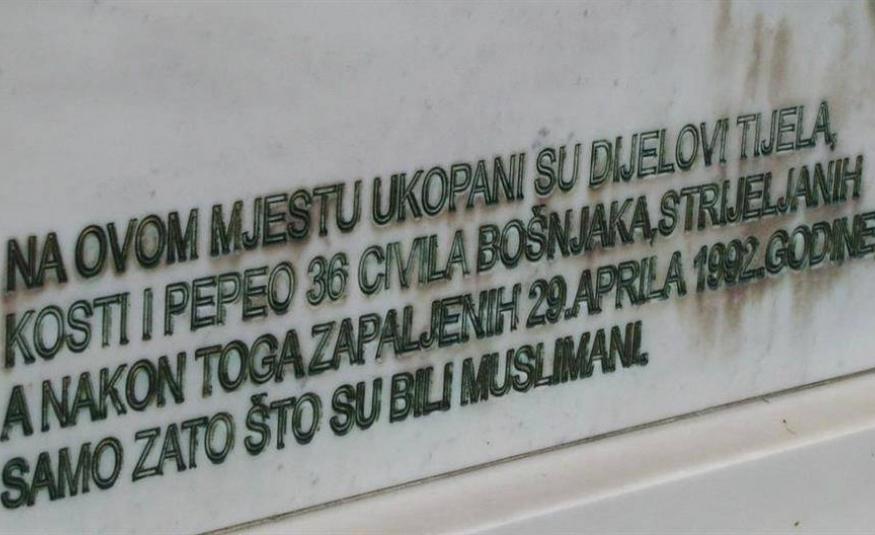 NA OVOM MJESTU UKOPANI SU DIJELOVI TIJELA,
KOSTI I PEPEO 36 CIVILA BOŠNJAKA,STRIJELJANIH
A NAKON TOGA ZAPALJENIH 29.APRILA 1992.GODINE
SAMO ZATO ŠTO SU BILI MUSLIMANI.